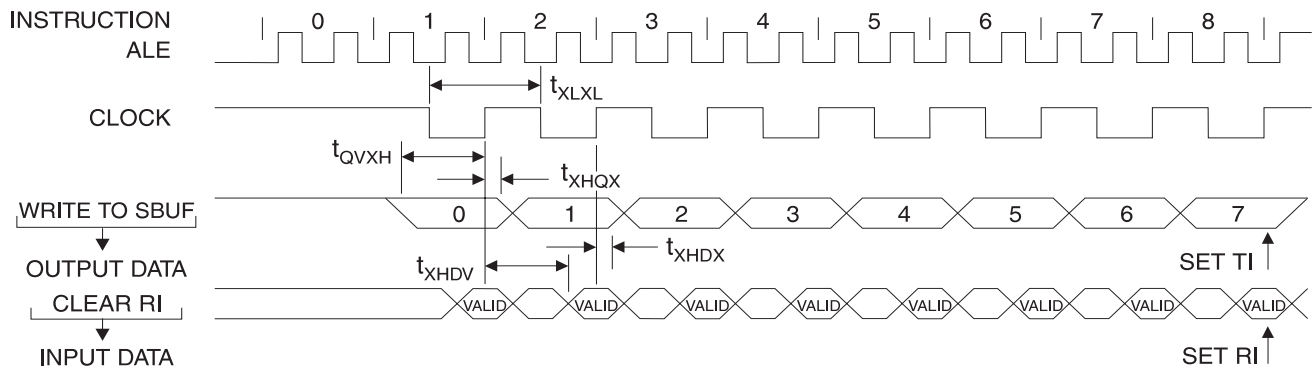 INSTRUCTION 0 1 2 3 4 5 6 7 8
ALE
tXLXL
CLOCK
tQVXH
tXHQX
WRITE TO SBUF 0 1 2 3 4 5 6 7
tXHDX
SET TI
OUTPUT DATA
tXHDV
CLEAR RI VALID VALID VALID VALID VALID VALID VALID VALID
INPUT DATA
SET RI